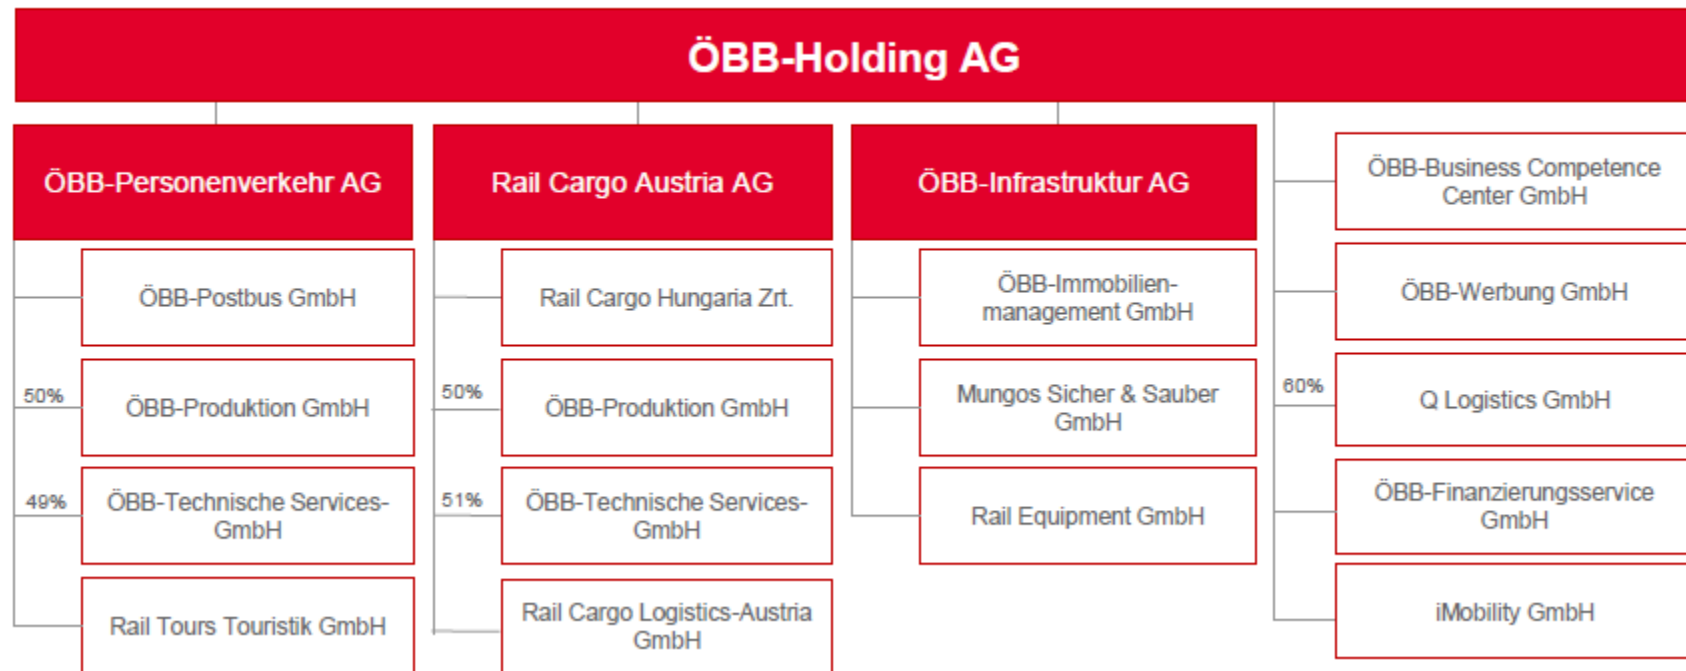 ÖBB-Holding AG
ÖBB-Personenverkehr AG
ÖBB-Postbus GmbH
50%
ÖBB-Produktion GmbH
49%
ÖBB-Technische Services-
GmbH
Rail Tours Touristik GmbH
Rail Cargo Austria AG
Rail Cargo Hungaria Zrt.
50%
ÖBB-Produktion GmbH
51%
ÖBB-Technische Services-
GmbH
Rail Cargo Logistics-Austria
GmbH
ÖBB-Infrastruktur AG
ÖBB-Immobilien-
management GmbH
Mungos Sicher & Sauber
GmbH
Rail Equipment GmbH
ÖBB-Business Competence
Center GmbH
ÖBB-Werbung GmbH
60%
Q Logistics GmbH
ÖBB-Finanzierungsservice
GmbH
iMobility GmbH